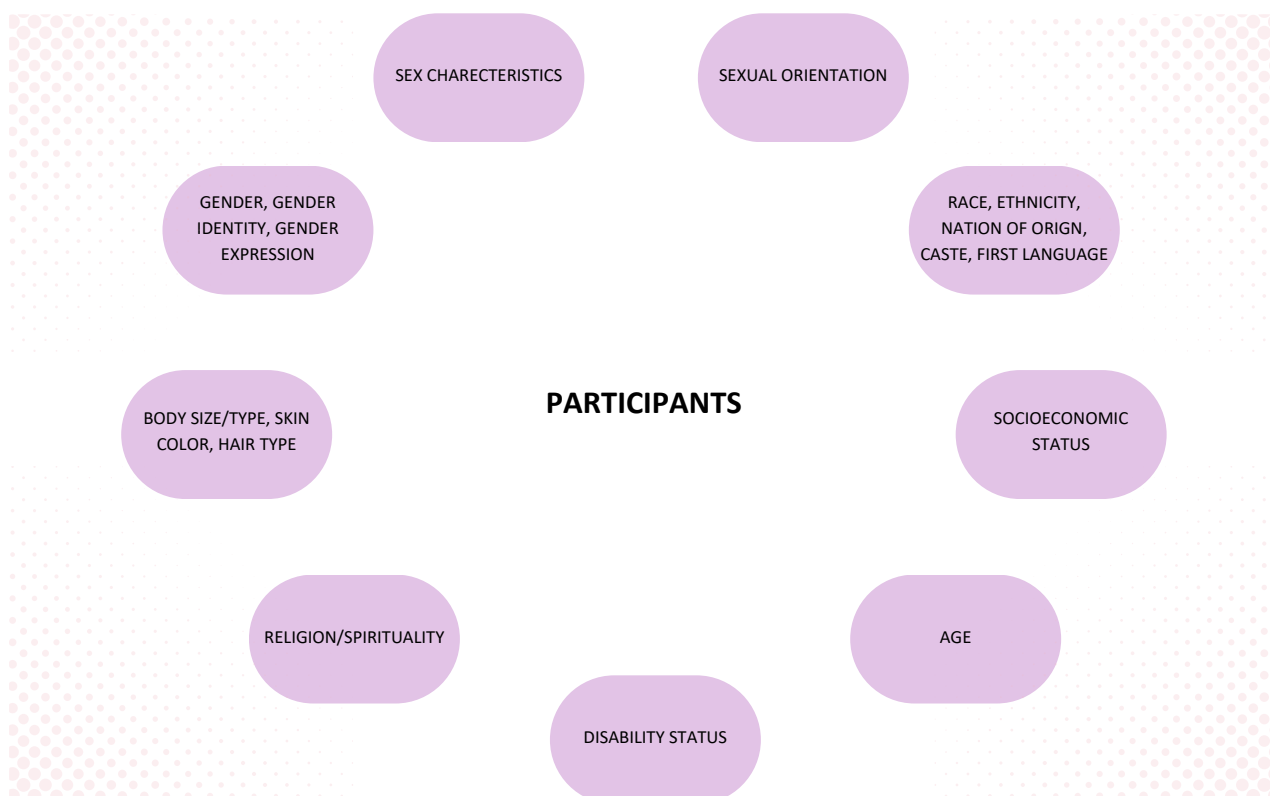 SEX CHARECTERISTICS
SEXUAL ORIENTATION
GENDER, GENDER
IDENTITY, GENDER
EXPRESSION
RACE, ETHNICITY,
NATION OF ORIGN,
CASTE, FIRST LANGUAGE
PARTICIPANTS
BODY SIZE/TYPE, SKIN
COLOR, HAIR TYPE
SOCIOECONOMIC
STATUS
RELIGION/SPIRITUALITY
AGE
DISABILITY STATUS